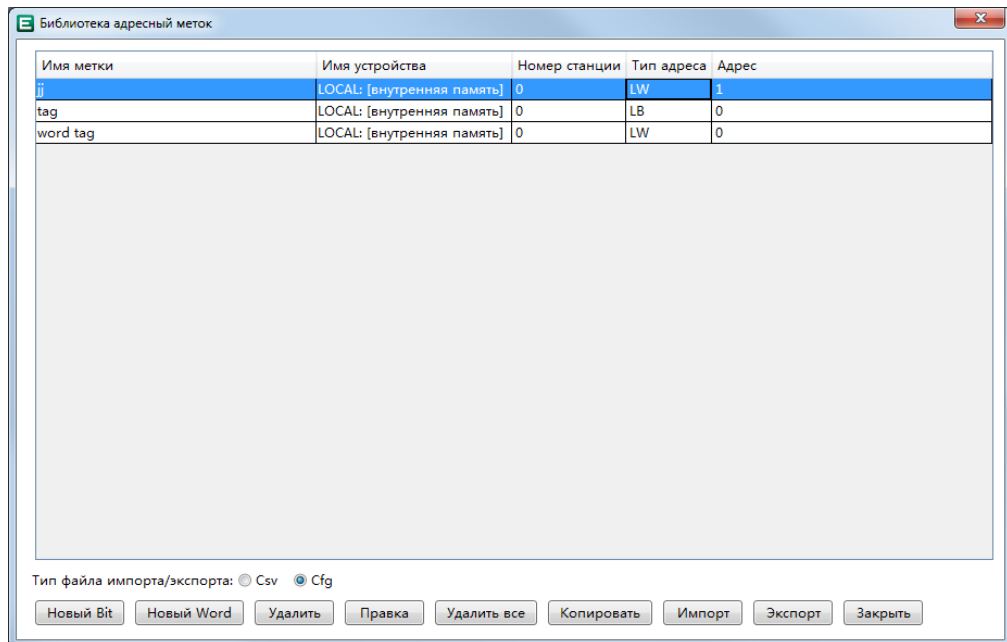 Библиотека адресный меток
Имя метки Имя устройства Номер станции Тип адреса Адрес
jj LOCAL: [внутренняя память] 0 LW 1
tag LOCAL: [внутренняя память] 0 LB 0
word tag LOCAL: [внутренняя память] 0 LW 0
Тип файла импорта/экспорта: Csv Cfg
Новый Bit Новый Word Удалить Правка Удалить все Копировать Импорт Экспорт Закрыть